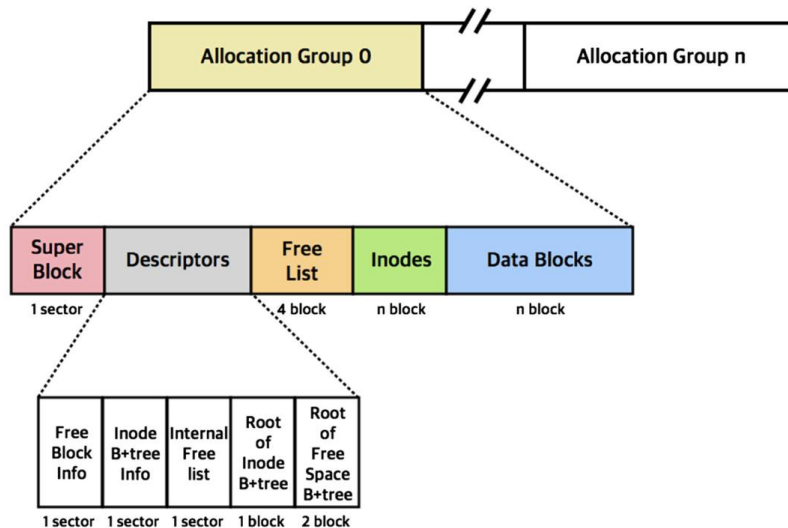 Allocation Group 0
Allocation Group n
Super
Block
Descriptors
Free
List
Inodes
Data Blocks
1 sector
4 block
n block
n block
Free
Block
Info
Inode
B+tree
Info
Internal
Free
list
Root
of
Inode
B+tree
Root
of
Free
Space
B+tree
1 sector
1 sector
1 sector
1 block
2 block